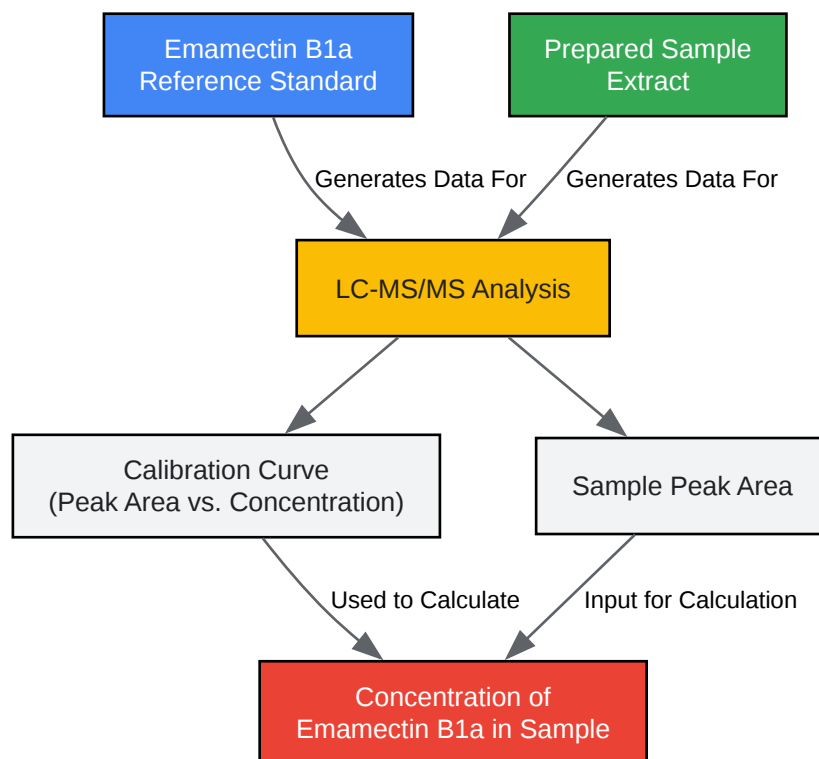 Emamectin B1a
Reference Standard
Prepared Sample
Extract
Generates Data For
Generates Data For
LC-MS/MS Analysis
Calibration Curve
(Peak Area vs. Concentration)
Sample Peak Area
Used to Calculate
Input for Calculation
Concentration of
Emamectin B1a in Sample